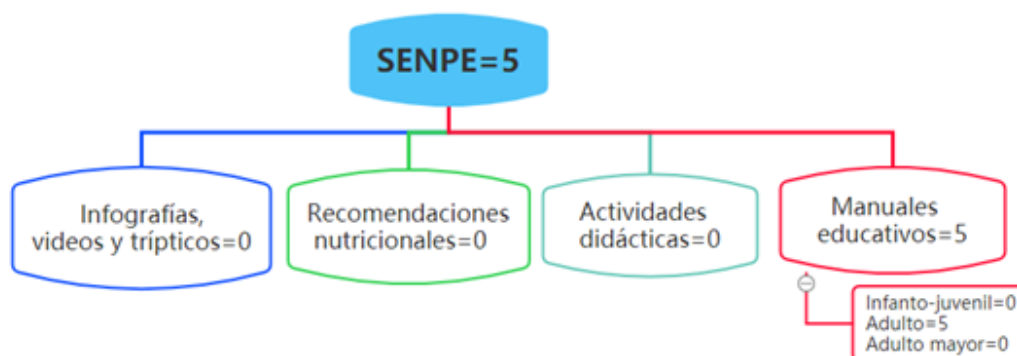 SENPE=5
Infografías,
videos y trípticos=0
Recomendaciones
nutricionales=0
Actividades
didácticas=0
Manuales
educativos=5
Infanto-juvenil=0
Adulto=5
Adulto mayor=0